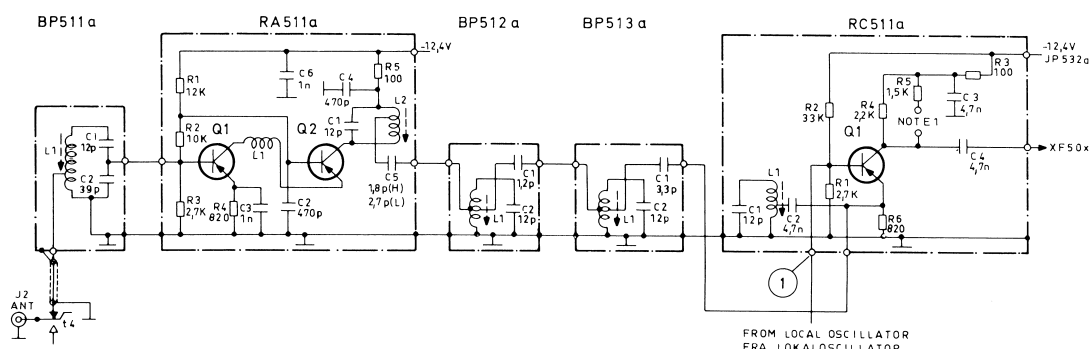 BP511a
RA511a
BP512a
BP513a
RC511a
L1
C1
12p
C2
39p
J2
ANT
t4
R1
12K
R2
10K
R3
2,7K
Q1
R4
820
C3
1n
L1
C6
1n
C4
470p
R5
100
-12,4V
L2
C1
12p
Q2
C2
470p
C5
1,8p(H)
2,7p(L)
C1
1,2p
C2
12p
L1
C1
3,3p
C2
12p
L1
-12,4V
JP532a
R3
100
R5
1,5K
C3
4,7n
R4
2,2K
NOTE1
R2
33K
Q1
C4
4,7n
XF50x
L1
C1
12p
C2
4,7n
R1
2,7K
R6
820
1
FROM LOCAL OSCILLATOR
FRA LOKALOSCILLATOR